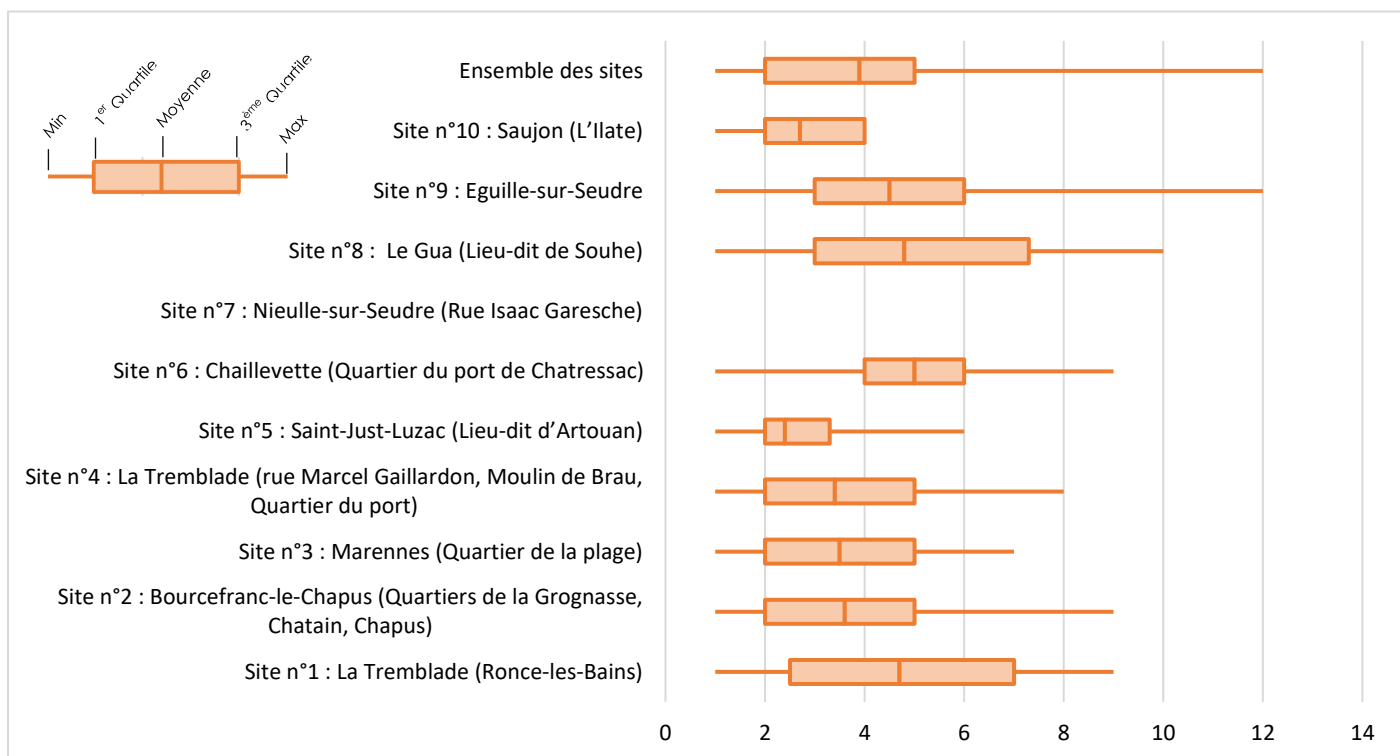 Min
1er Quartile
Moyenne
3ème Quartile
Max
Ensemble des sites
Site n°10 : Saujon (L’Ilate)
Site n°9 : Eguille-sur-Seudre
Site n°8 : Le Gua (Lieu-dit de Souhe)
Site n°7 : Nieulle-sur-Seudre (Rue Isaac Garesche)
Site n°6 : Chaillevette (Quartier du port de Chatressac)
Site n°5 : Saint-Just-Luzac (Lieu-dit d’Artouan)
Site n°4 : La Tremblade (rue Marcel Gaillardon, Moulin de Brau,
Quartier du port)
Site n°3 : Marennes (Quartier de la plage)
Site n°2 : Bourcefranc-le-Chapus (Quartiers de la Grognasse,
Chatain, Chapus)
Site n°1 : La Tremblade (Ronce-les-Bains)
0 2 4 6 8 10 12 14